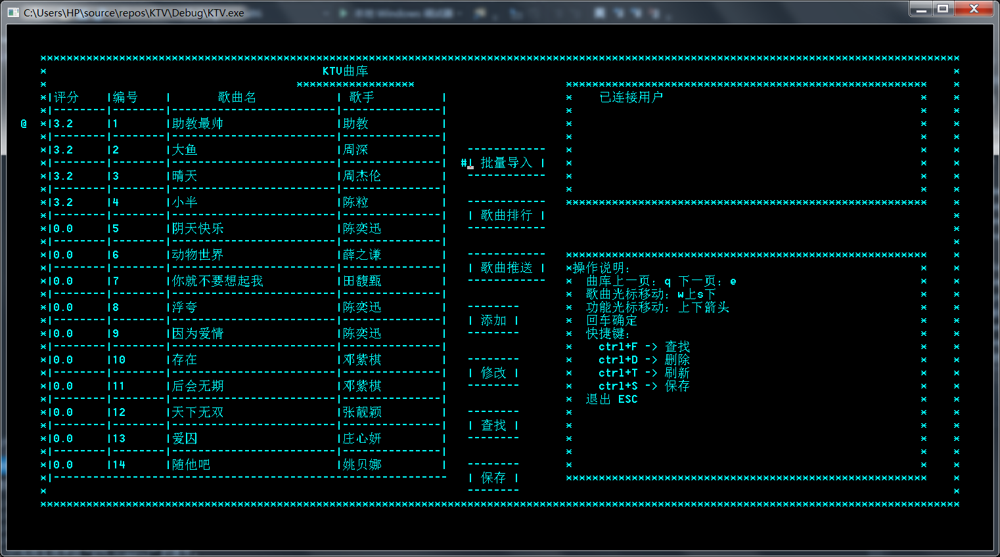 C:\Users\HP\source\repos\KTV\Debug\KTV.exe
KTV曲库
评分 编号 歌曲名 歌手
@ 3.2 1 助教最帅 助教
3.2 2 大鱼 周深
3.2 3 晴天 周杰伦
3.2 4 小半 陈粒
0.0 5 阴天快乐 陈奕迅
0.0 6 动物世界 薛之谦
0.0 7 你就不要想起我 田馥甄
0.0 8 浮夸 陈奕迅
0.0 9 因为爱情 陈奕迅
0.0 10 存在 邓紫棋
0.0 11 后会无期 邓紫棋
0.0 12 天下无双 张靓颖
0.0 13 爱囚 庄心妍
0.0 14 随他吧 姚贝娜
#| 批量导入 |
| 歌曲排行 |
| 歌曲推送 |
| 添加 |
| 修改 |
| 查找 |
| 保存 |
已连接用户
操作说明:
曲库上一页: q 下一页: e
歌曲光标移动: w上s下
功能光标移动: 上下箭头
回车确定
快捷键:
ctrl+F -> 查找
ctrl+D -> 删除
ctrl+T -> 刷新
ctrl+S -> 保存
退出 ESC